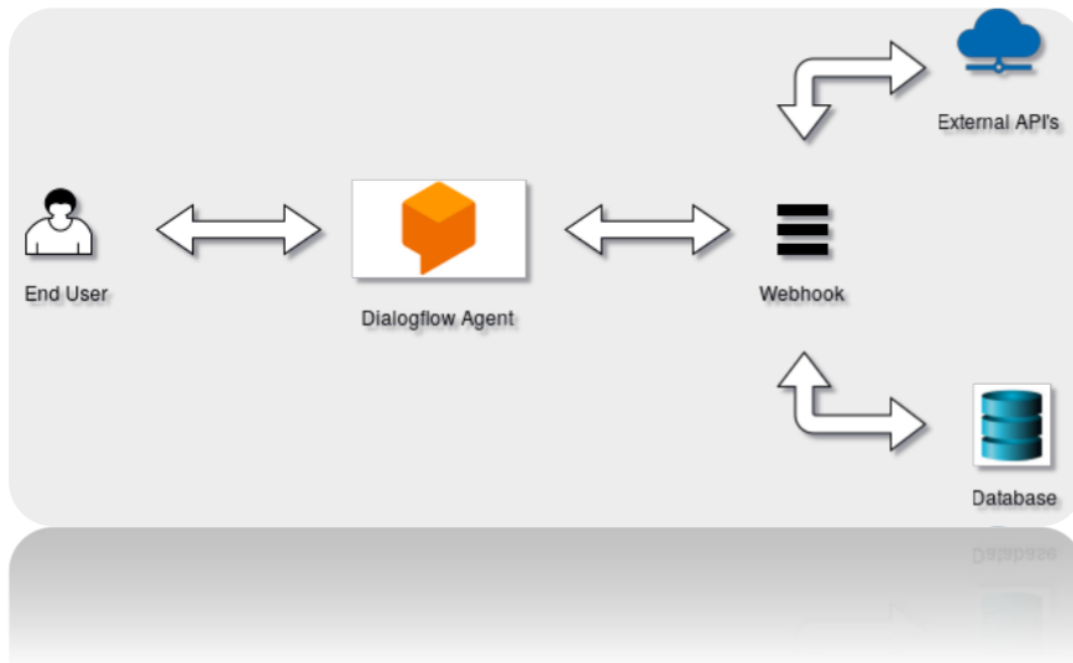 External API's
End User
Dialogflow Agent
Webhook
Database